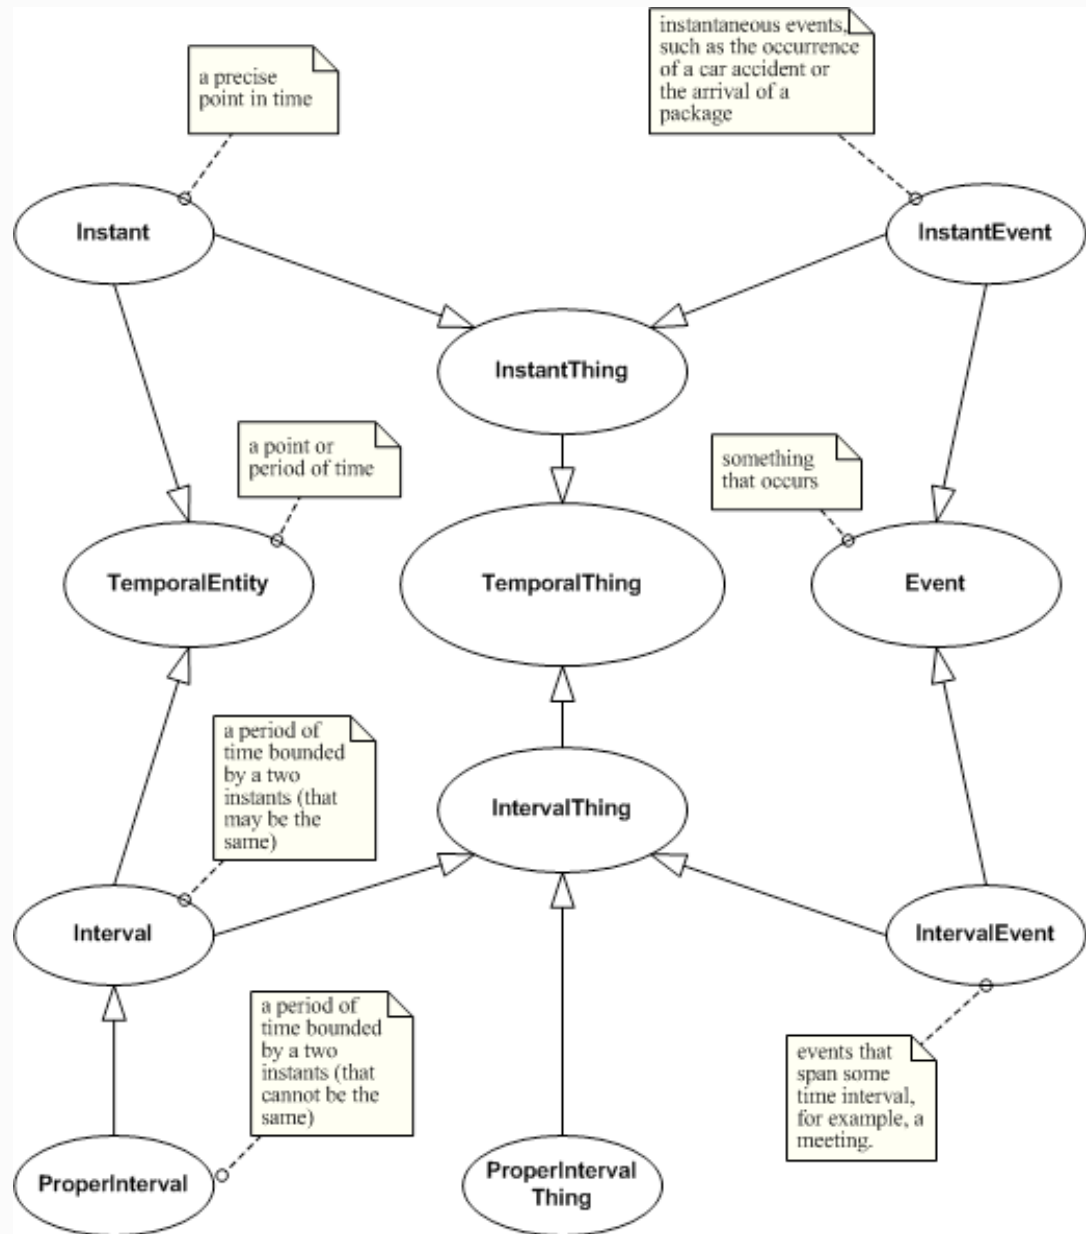 instantaneous events,
such as the occurrence
of a car accident or
the arrival of a
package
a precise
point in time
Instant
InstantEvent
InstantThing
a point or
period of time
something
that occurs
TemporalEntity
TemporalThing
Event
a period of
time bounded
by a two
instants (that
may be the
same)
IntervalThing
Interval
IntervalEvent
a period of
time bounded
by a two
instants (that
cannot be the
same)
events that
span some
time interval,
for example, a
meeting.
ProperInterval
ProperInterval
Thing